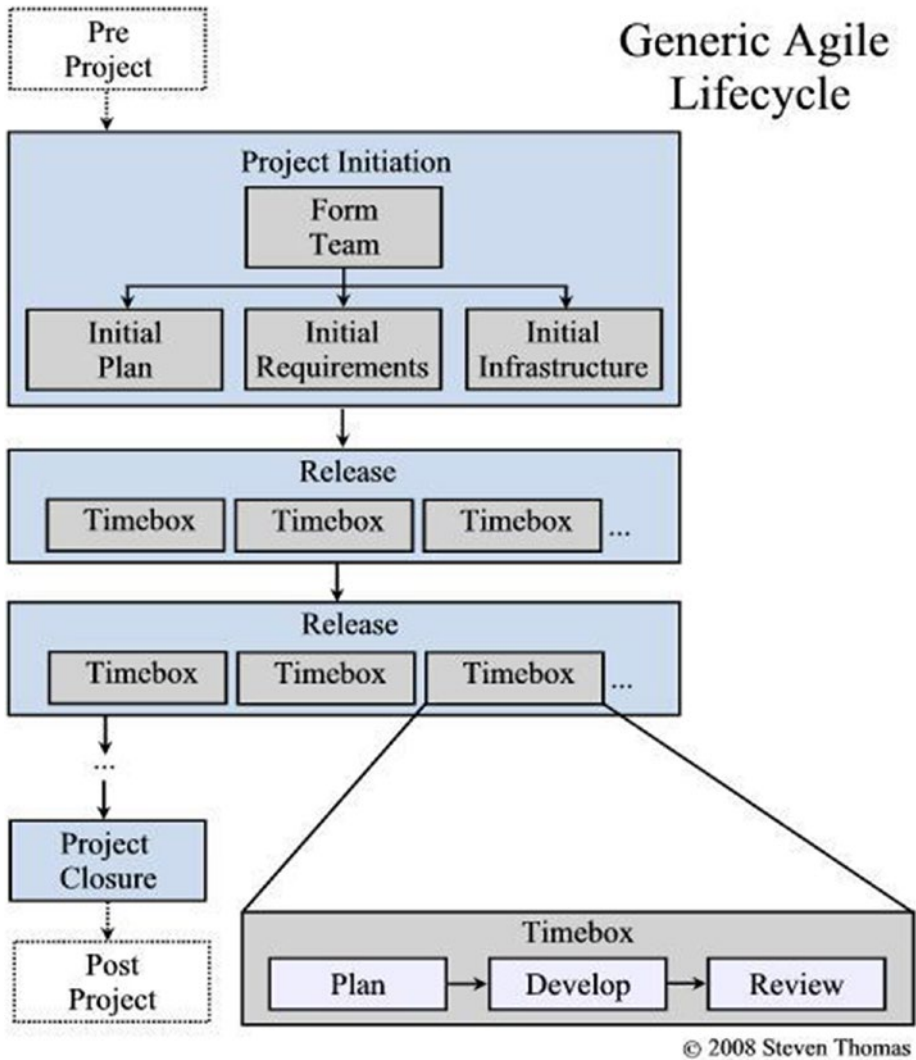 Pre
Project
Generic Agile
Lifecycle
Project Initiation
Form
Team
Initial
Plan
Initial
Requirements
Initial
Infrastructure
Release
Timebox
Timebox
Timebox
...
Release
Timebox
Timebox
Timebox
...
...
Project
Closure
Post
Project
Timebox
Plan
Develop
Review
© 2008 Steven Thomas